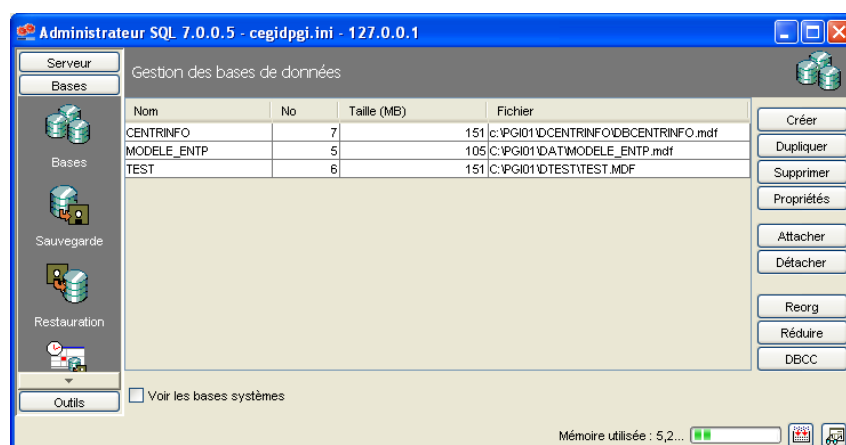 Administrateur SQL 7.0.0.5 - cegidpgi.ini - 127.0.0.1
Serveur
Bases
Gestion des bases de données
Bases
Sauvegarde
Restauration
Outils
Nom No Taille (MB) Fichier
CENTRINFO 7 151 c:\PGI01\DCENTRINFO\DBCENTRINFO.mdf
MODELE_ENTP 5 105 C:\PGI01\DAT\MODELE_ENTP.mdf
TEST 6 151 C:\PGI01\DTEST\TEST.MDF
Créer
Dupliquer
Supprimer
Propriétés
Attacher
Détacher
Reorg
Réduire
DBCC
Voir les bases systèmes
Mémoire utilisée : 5,2...